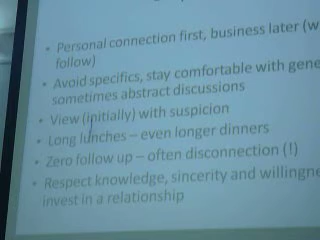 • Personal connection first, business later (w
follow)
• Avoid specifics, stay comfortable with gene
sometimes abstract discussions
• View (initially) with suspicion
• Long lunches – even longer dinners
• Zero follow up – often disconnection (!)
• Respect knowledge, sincerity and willingne
invest in a relationship